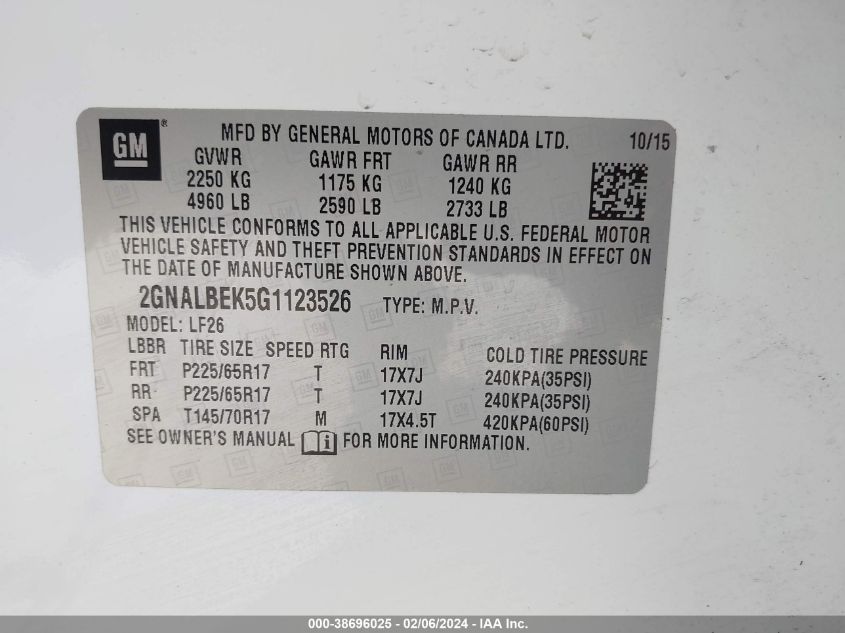 GM ®
MFD BY GENERAL MOTORS OF CANADA LTD. 10/15
GVWR GAWR FRT GAWR RR
2250 KG 1175 KG 1240 KG
4960 LB 2590 LB 2733 LB
THIS VEHICLE CONFORMS TO ALL APPLICABLE U.S. FEDERAL MOTOR
VEHICLE SAFETY AND THEFT PREVENTION STANDARDS IN EFFECT ON
THE DATE OF MANUFACTURE SHOWN ABOVE.
2GNALBEK5G1123526 TYPE: M.P.V.
MODEL: LF26
LBBR TIRE SIZE SPEED RTG RIM COLD TIRE PRESSURE
FRT P225/65R17 T 17X7J 240KPA(35PSI)
RR P225/65R17 T 17X7J 240KPA(35PSI)
SPA T145/70R17 M 17X4.5T 420KPA(60PSI)
SEE OWNER'S MANUAL i FOR MORE INFORMATION.
000-38696025 - 02/06/2024 - IAA Inc.